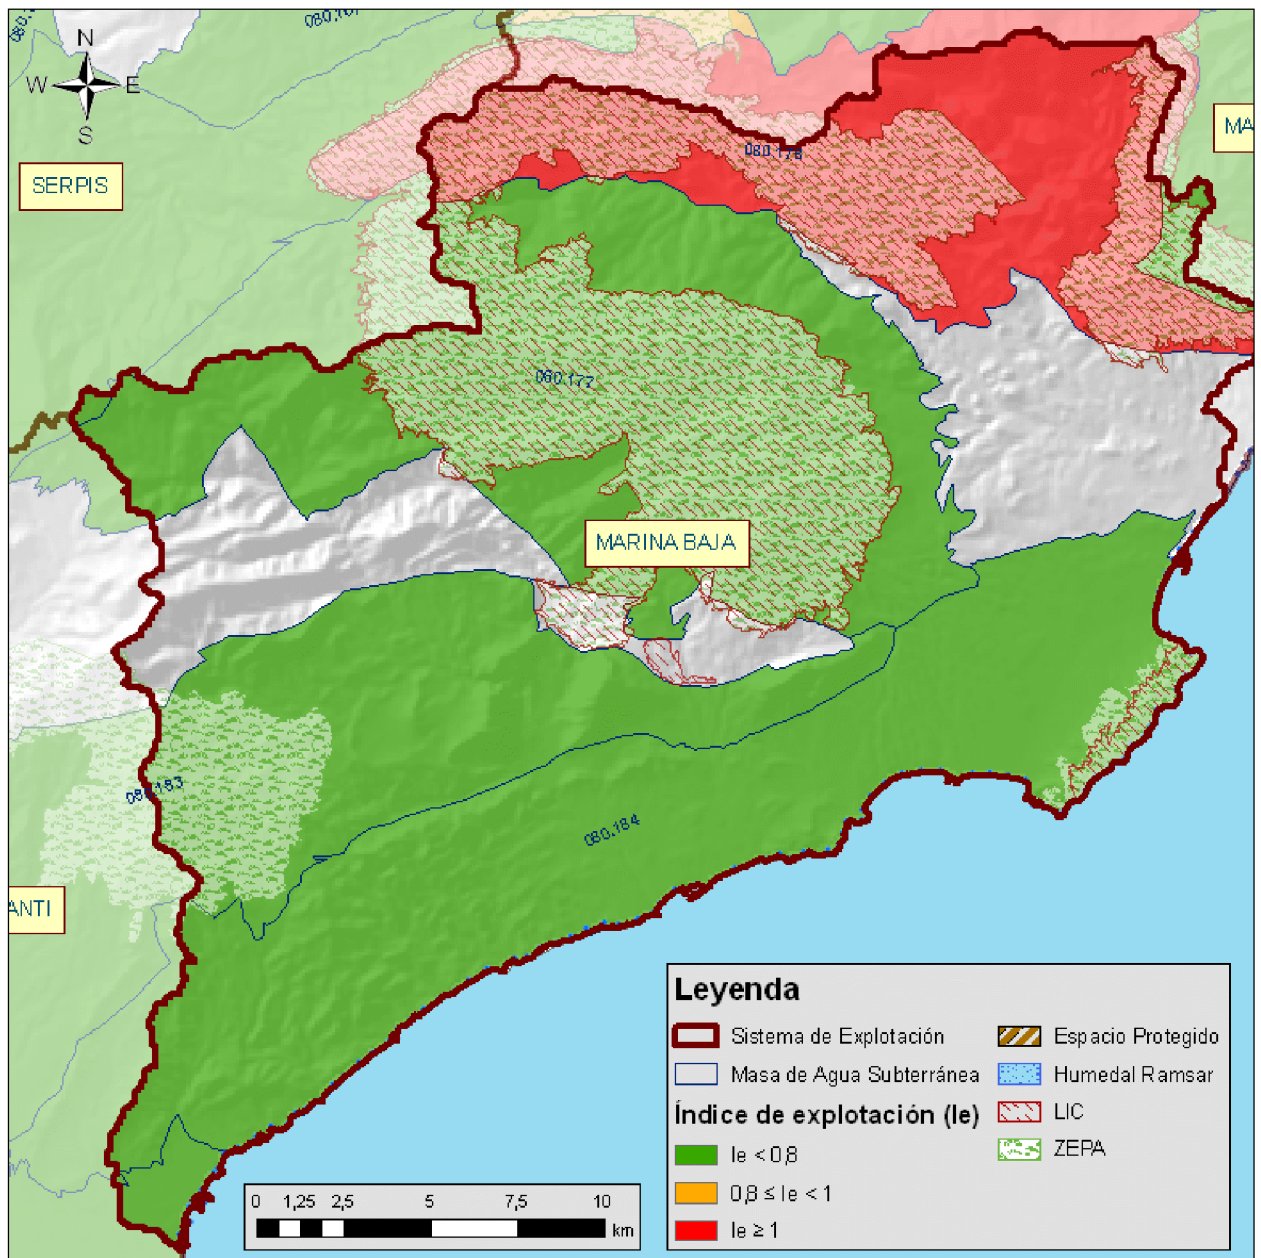 N
W E
S
SERPIS
MA
080.178
080.177
MARINA BAJA
080.183
080.184
ANTI
Leyenda
Sistema de Explotación
Masa de Agua Subterránea
Índice de explotación (Ie)
Ie < 0,8
0,8 ≤ Ie < 1
Ie ≥ 1
Espacio Protegido
Humedal Ramsar
LIC
ZEPA
0 1,25 2,5 5 7,5 10
km